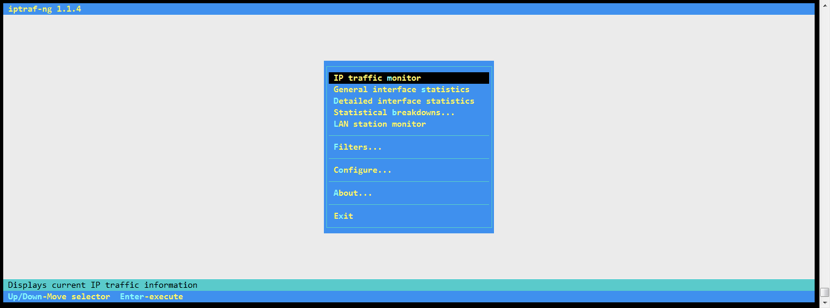 iptraf-ng 1.1.4
IP traffic monitor
General interface statistics
Detailed interface statistics
Statistical breakdowns...
LAN station monitor
Filters...
Configure...
About...
Exit
Displays current IP traffic information
Up/Down-Move selector  Enter-execute